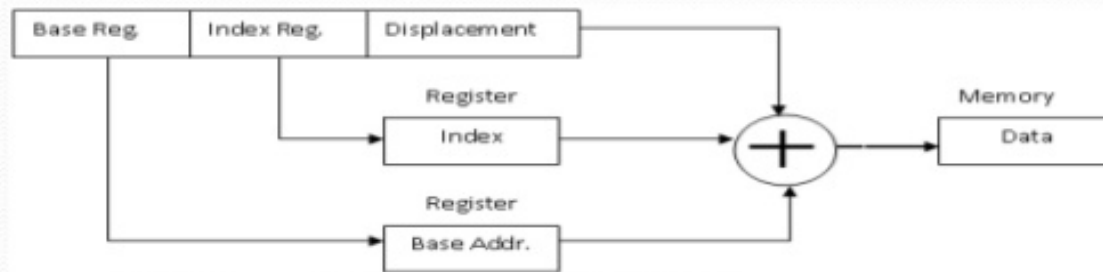 Base Reg. Index Reg. Displacement
Register Memory
Index Data
Register
Base Addr.